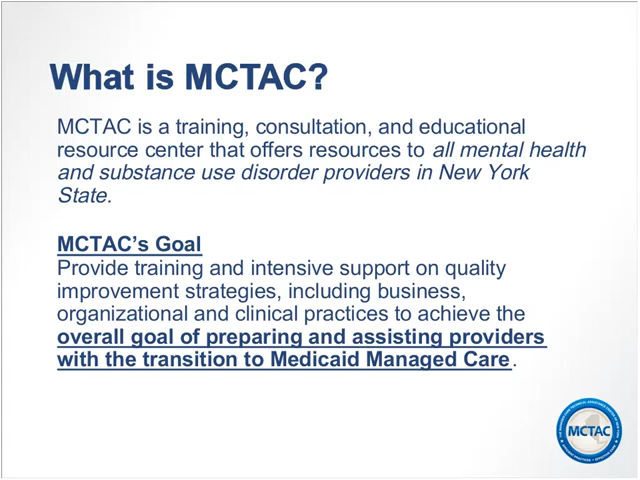 What is MCTAC?
MCTAC is a training, consultation, and educational
resource center that offers resources to all mental health
and substance use disorder providers in New York
State.
MCTAC's Goal
Provide training and intensive support on quality
improvement strategies, including business,
organizational and clinical practices to achieve the
overall goal of preparing and assisting providers
with the transition to Medicaid Managed Care.
MCTAC